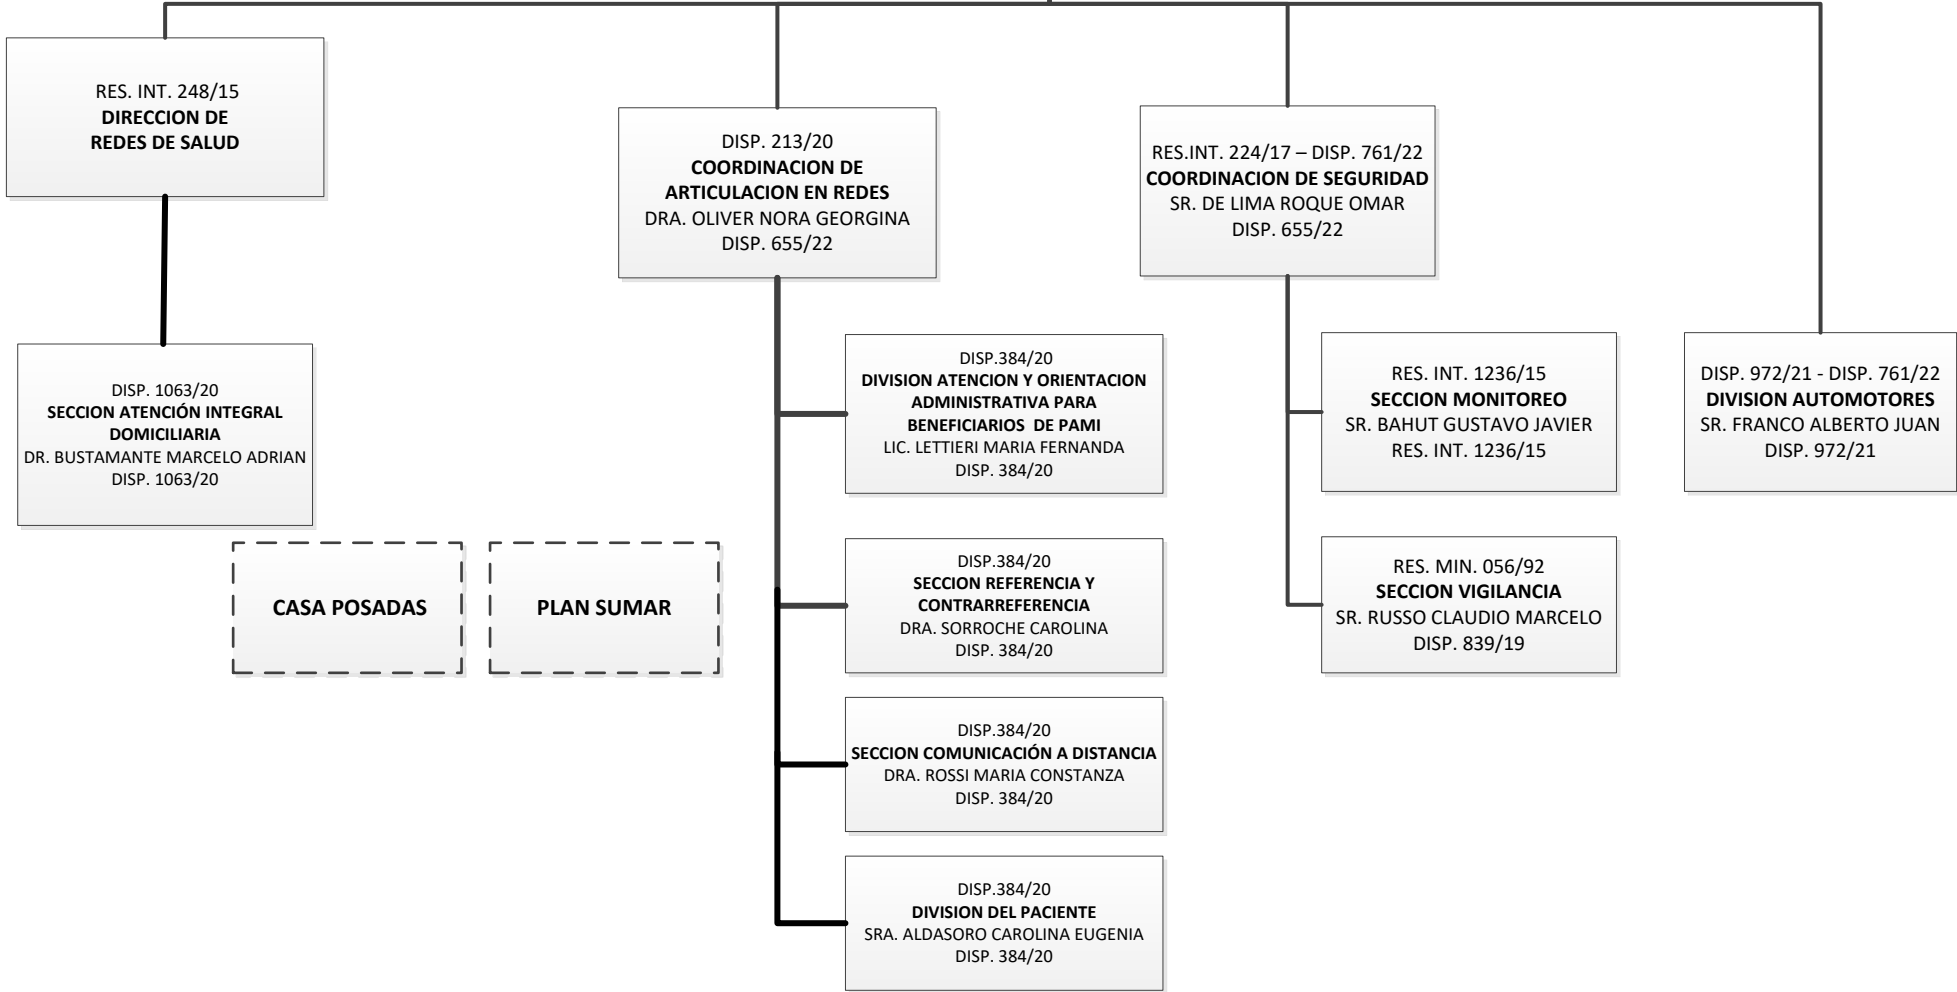 RES. INT. 248/15
DIRECCION DE
REDES DE SALUD
DISP. 213/20
COORDINACION DE
ARTICULACION EN REDES
DRA. OLIVER NORA GEORGINA
DISP. 655/22
RES.INT. 224/17 – DISP. 761/22
COORDINACION DE SEGURIDAD
SR. DE LIMA ROQUE OMAR
DISP. 655/22
DISP. 1063/20
SECCION ATENCIÓN INTEGRAL
DOMICILIARIA
DR. BUSTAMANTE MARCELO ADRIAN
DISP. 1063/20
DISP.384/20
DIVISION ATENCION Y ORIENTACION
ADMINISTRATIVA PARA
BENEFICIARIOS DE PAMI
LIC. LETTIERI MARIA FERNANDA
DISP. 384/20
RES. INT. 1236/15
SECCION MONITOREO
SR. BAHUT GUSTAVO JAVIER
RES. INT. 1236/15
DISP. 972/21 - DISP. 761/22
DIVISION AUTOMOTORES
SR. FRANCO ALBERTO JUAN
DISP. 972/21
CASA POSADAS
PLAN SUMAR
DISP.384/20
SECCION REFERENCIA Y
CONTRARREFERENCIA
DRA. SORROCHE CAROLINA
DISP. 384/20
RES. MIN. 056/92
SECCION VIGILANCIA
SR. RUSSO CLAUDIO MARCELO
DISP. 839/19
DISP.384/20
SECCION COMUNICACIÓN A DISTANCIA
DRA. ROSSI MARIA CONSTANZA
DISP. 384/20
DISP.384/20
DIVISION DEL PACIENTE
SRA. ALDASORO CAROLINA EUGENIA
DISP. 384/20